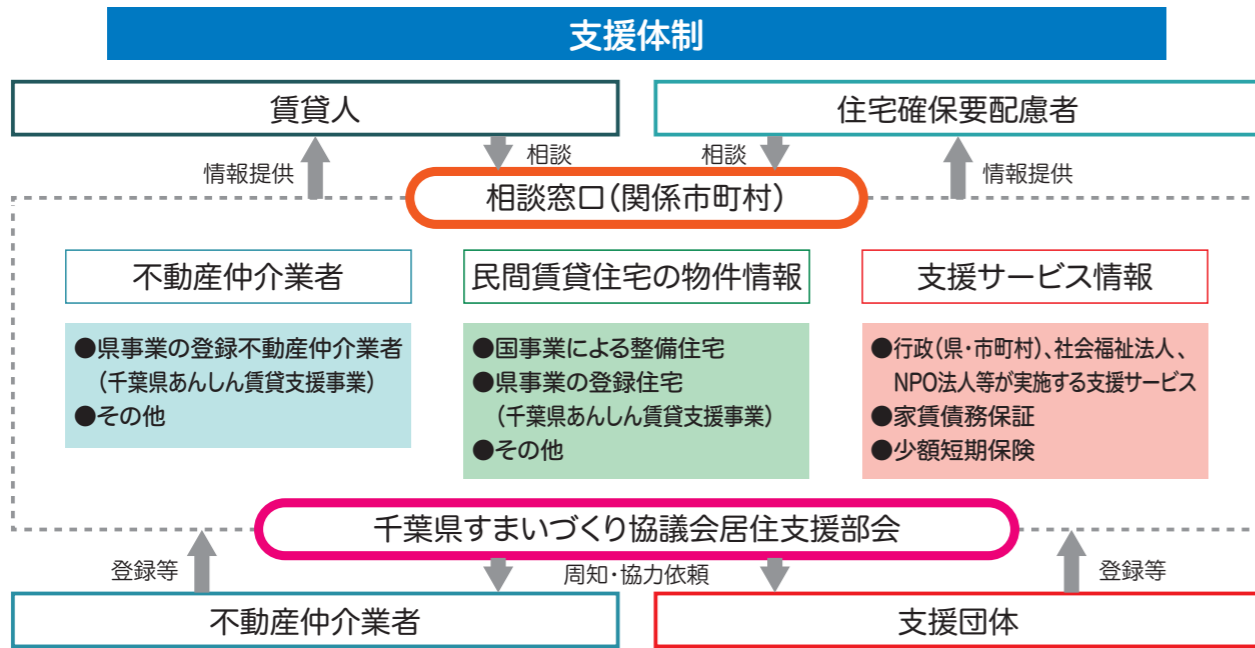 支援体制
賃貸人
住宅確保要配慮者
情報提供
相談
相談
情報提供
相談窓口(関係市町村)
不動産仲介業者
●県事業の登録不動産仲介業者
(千葉県あんしん賃貸支援事業)
●その他
民間賃貸住宅の物件情報
●国事業による整備住宅
●県事業の登録住宅
(千葉県あんしん賃貸支援事業)
●その他
支援サービス情報
●行政(県・市町村)、社会福祉法人、
NPO法人等が実施する支援サービス
●家賃債務保証
●少額短期保険
千葉県すまいづくり協議会居住支援部会
登録等
周知・協力依頼
登録等
不動産仲介業者
支援団体